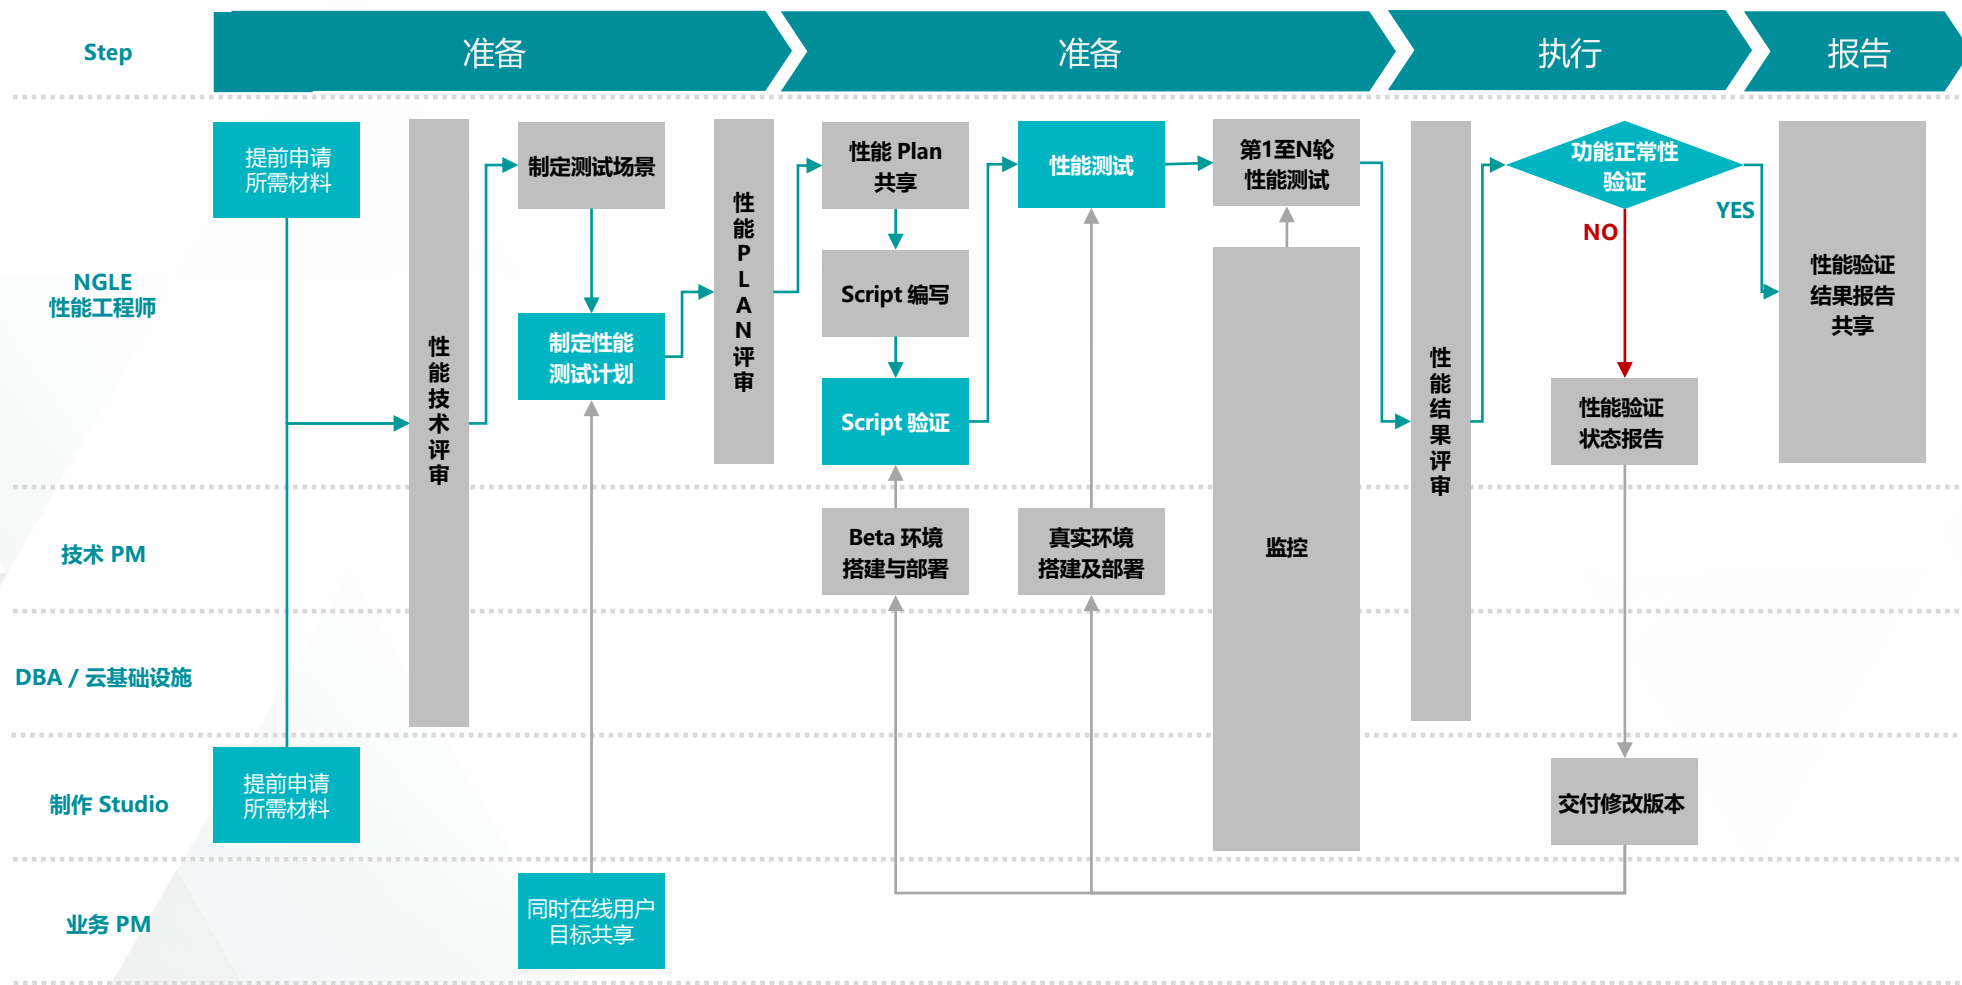 Step
准备
准备
执行
报告
NGLE
性能工程师
提前申请
所需材料
性能技术评审
制定测试场景
制定性能
测试计划
性能PLAN评审
性能 Plan
共享
Script 编写
Script 验证
性能测试
第1至N轮
性能测试
性能结果评审
功能正常性
验证
YES
NO
性能验证
状态报告
性能验证
结果报告
共享
技术 PM
Beta 环境
搭建与部署
真实环境
搭建及部署
监控
DBA / 云基础设施
制作 Studio
提前申请
所需材料
交付修改版本
业务 PM
同时在线用户
目标共享